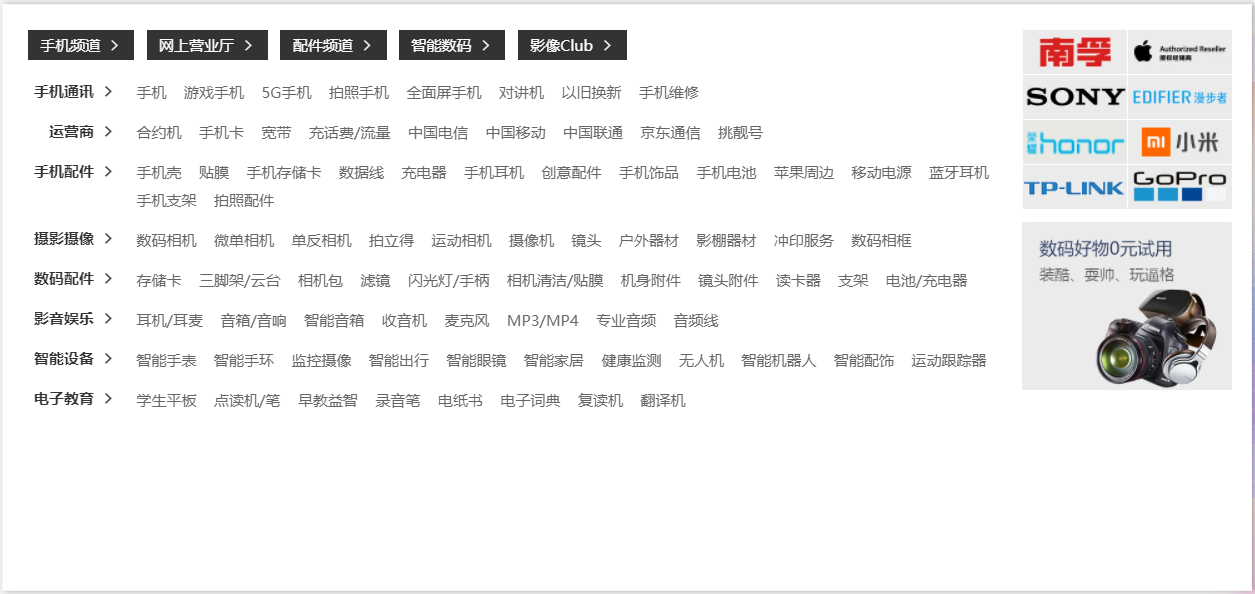 手机频道 网上营业厅 配件频道 智能数码 影像Club
手机通讯 手机 游戏手机 5G手机 拍照手机 全面屏手机 对讲机 以旧换新 手机维修
运营商 合约机 手机卡 宽带 充话费/流量 中国电信 中国移动 中国联通 京东通信 挑靓号
手机配件 手机壳 贴膜 手机存储卡 数据线 充电器 手机耳机 创意配件 手机饰品 手机电池 苹果周边 移动电源 蓝牙耳机
手机支架 拍照配件
摄影摄像 数码相机 微单相机 单反相机 拍立得 运动相机 摄像机 镜头 户外器材 影棚器材 冲印服务 数码相框
数码配件 存储卡 三脚架/云台 相机包 滤镜 闪光灯/手柄 相机清洁/贴膜 机身附件 镜头附件 读卡器 支架 电池/充电器
影音娱乐 耳机/耳麦 音箱/音响 智能音箱 收音机 麦克风 MP3/MP4 专业音频 音频线
智能设备 智能手表 智能手环 监控摄像 智能出行 智能眼镜 智能家居 健康监测 无人机 智能机器人 智能配饰 运动跟踪器
电子教育 学生平板 点读机/笔 早教益智 录音笔 电纸书 电子词典 复读机 翻译机
南孚
Authorized Reseller
授权经销商
SONY
EDIFIER 漫步者
荣耀 honor
mi 小米
TP-LINK
GoPro
数码好物0元试用
装酷、耍帅、玩逼格